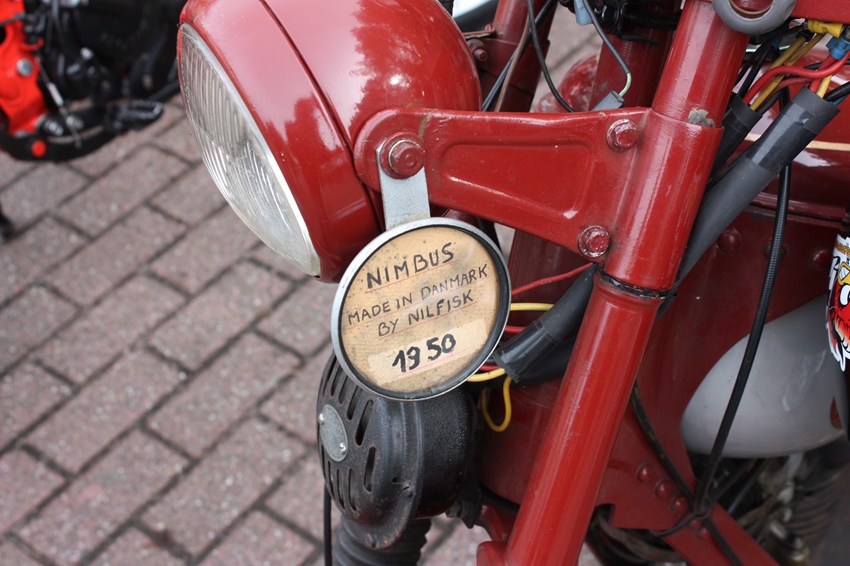 NIMBUS
MADE IN DANMARK
BY NILFISK
1950